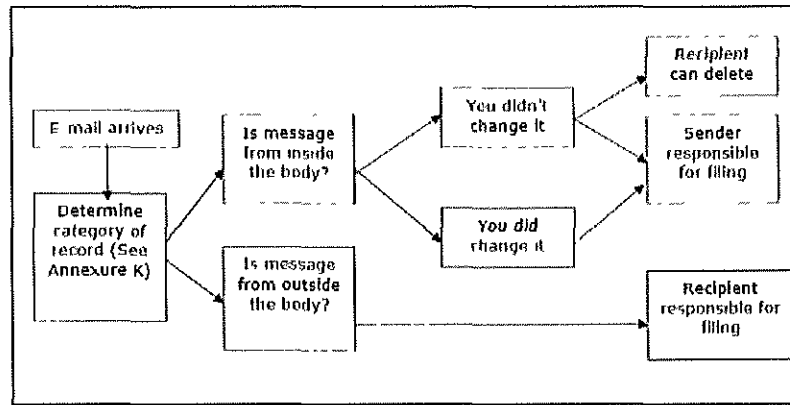 E-mail arrives
Determine
category of
record (See
Annexure K)
Is message
from inside
the body?
Is message
from outside
the body?
You didn't
change it
You did
change it
Recipient
can delete
Sender
responsible
for filing
Recipient
responsible for
filing